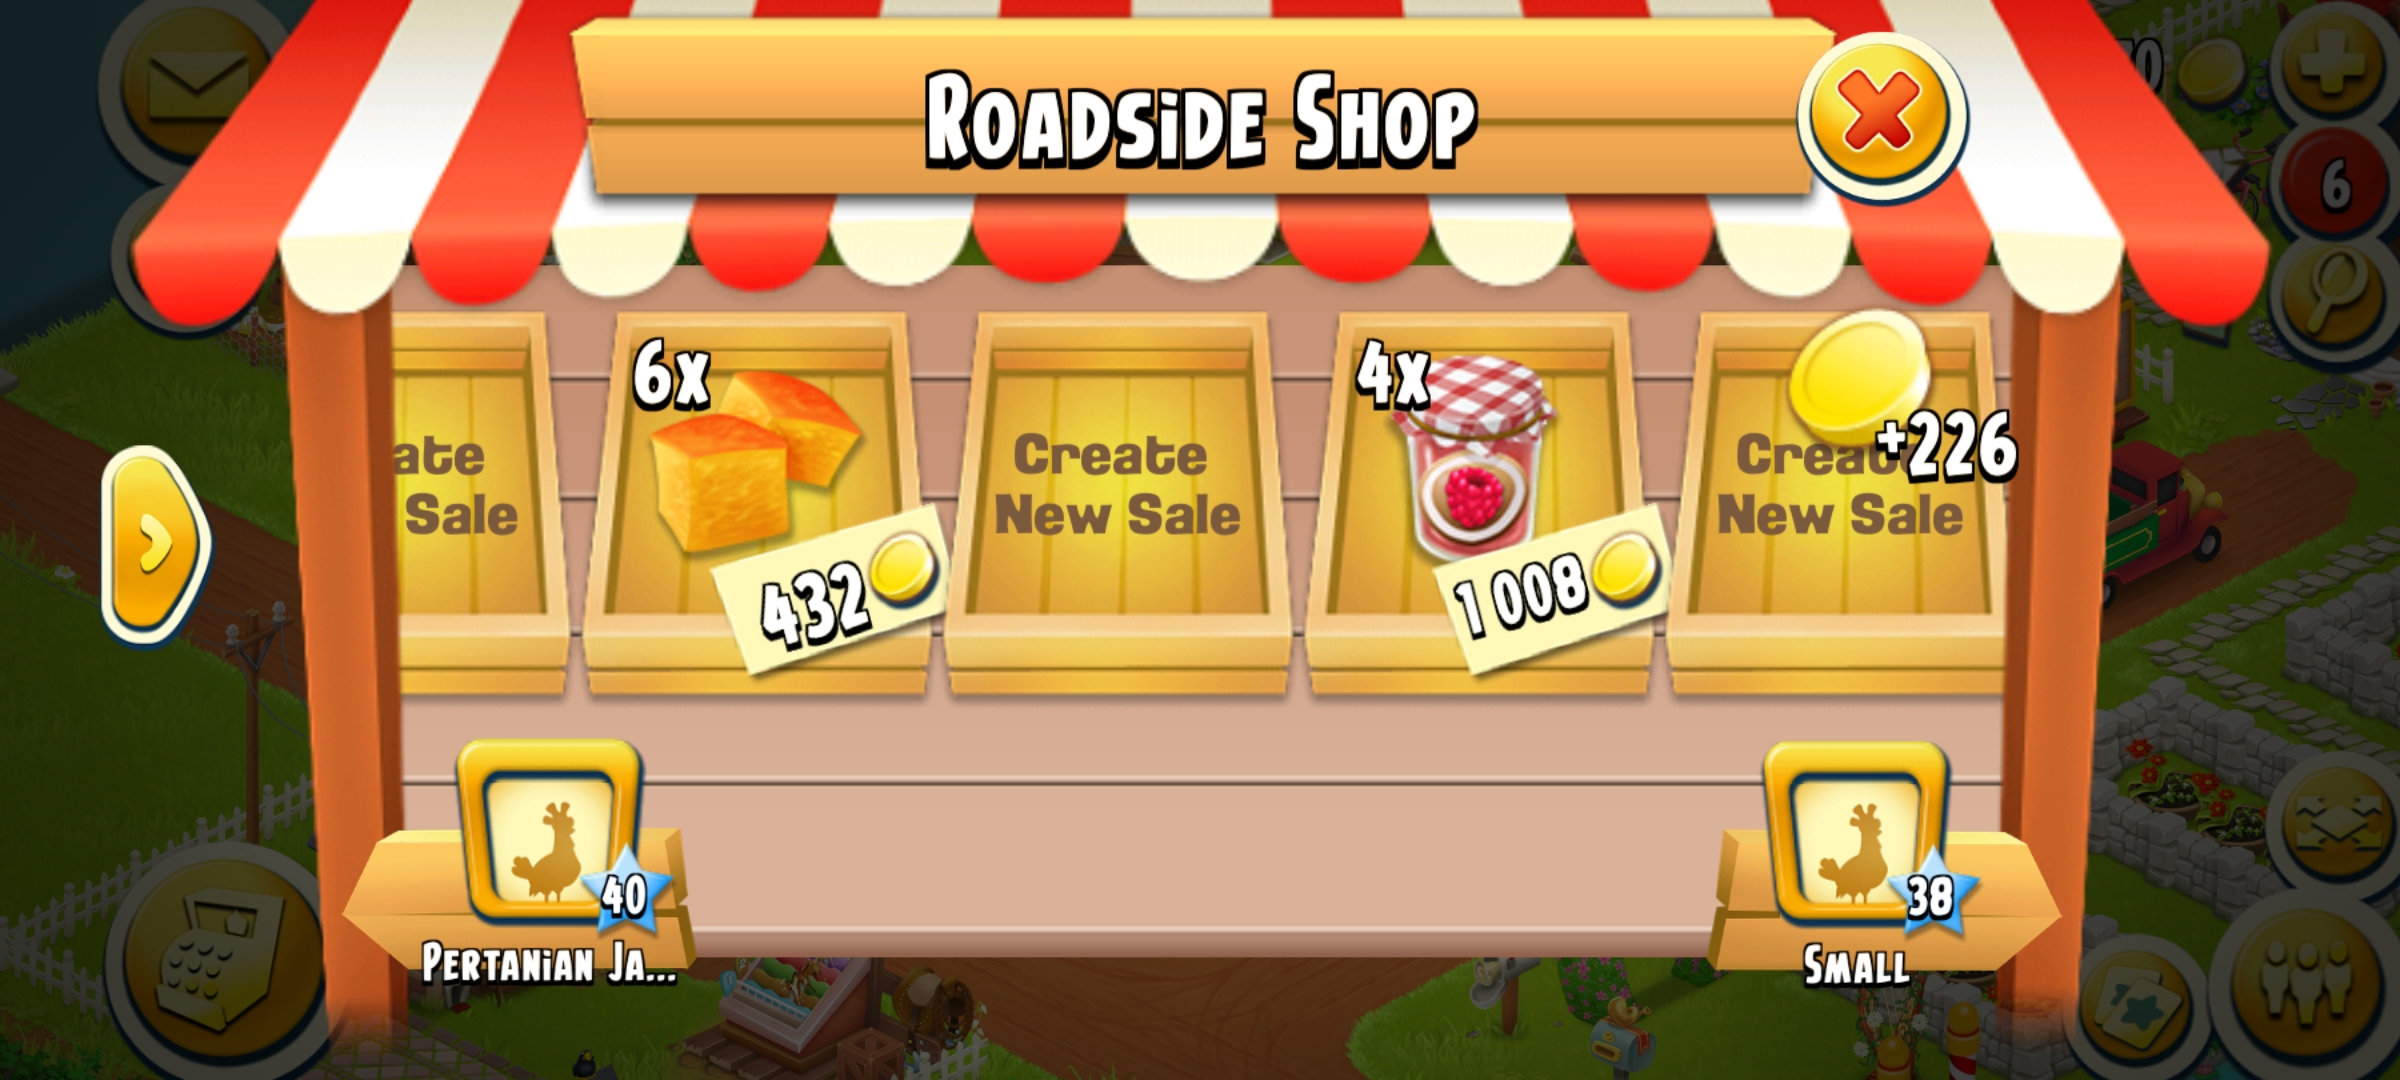 Roadside Shop
6
6x
4x
ate
Sale
Create
New Sale
+226
New Sale
432
1 008
40
38
Pertanian Ja...
Small